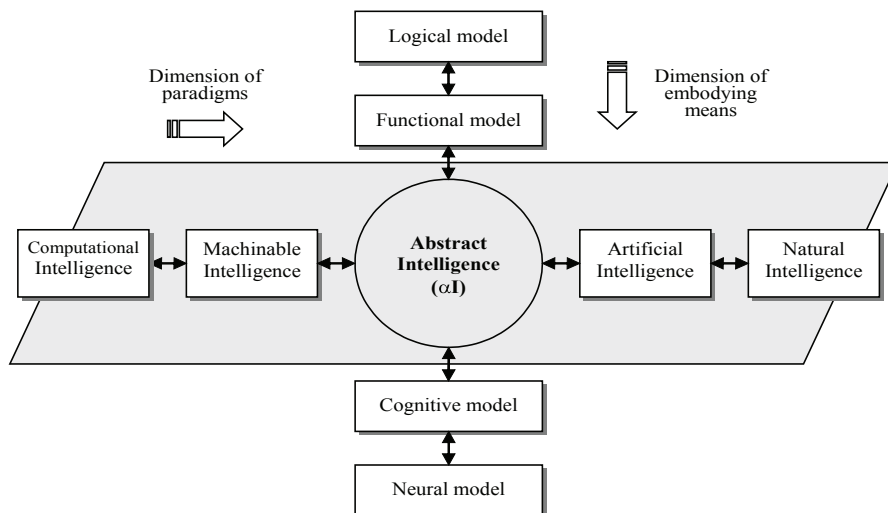 Logical model
Dimension of
paradigms
Dimension of
embodying
means
Functional model
Computational
Intelligence
Machinable
Intelligence
Abstract
Intelligence
(αI)
Artificial
Intelligence
Natural
Intelligence
Cognitive model
Neural model